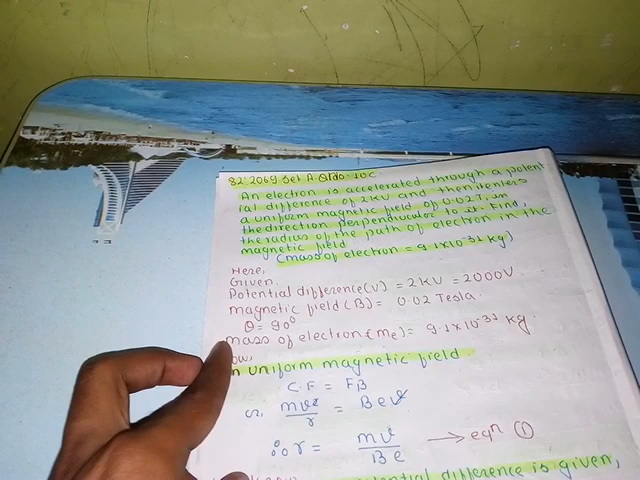 82. 2069 Set A Q.No 10c
An electron is accelerated through a potent
ial difference of 2KV and then enters
a uniform magnetic field of 0.02T, in
the direction perpendicular to it. Find,
the radius of the path of electron in the
magnetic field
(mass of electron = 9.1×10-31 kg)
Here,
Given.
Potential difference(V) = 2KV = 2000V
magnetic field(B) = 0.02 Tesla.
θ = 90°
mass of electron(me) = 9.1×10-31 kg.
ow,
n uniform magnetic field
C.F = FB
or, mv²/r = Bev
∴ r = mv/Be → eqn ①
potential difference is given,